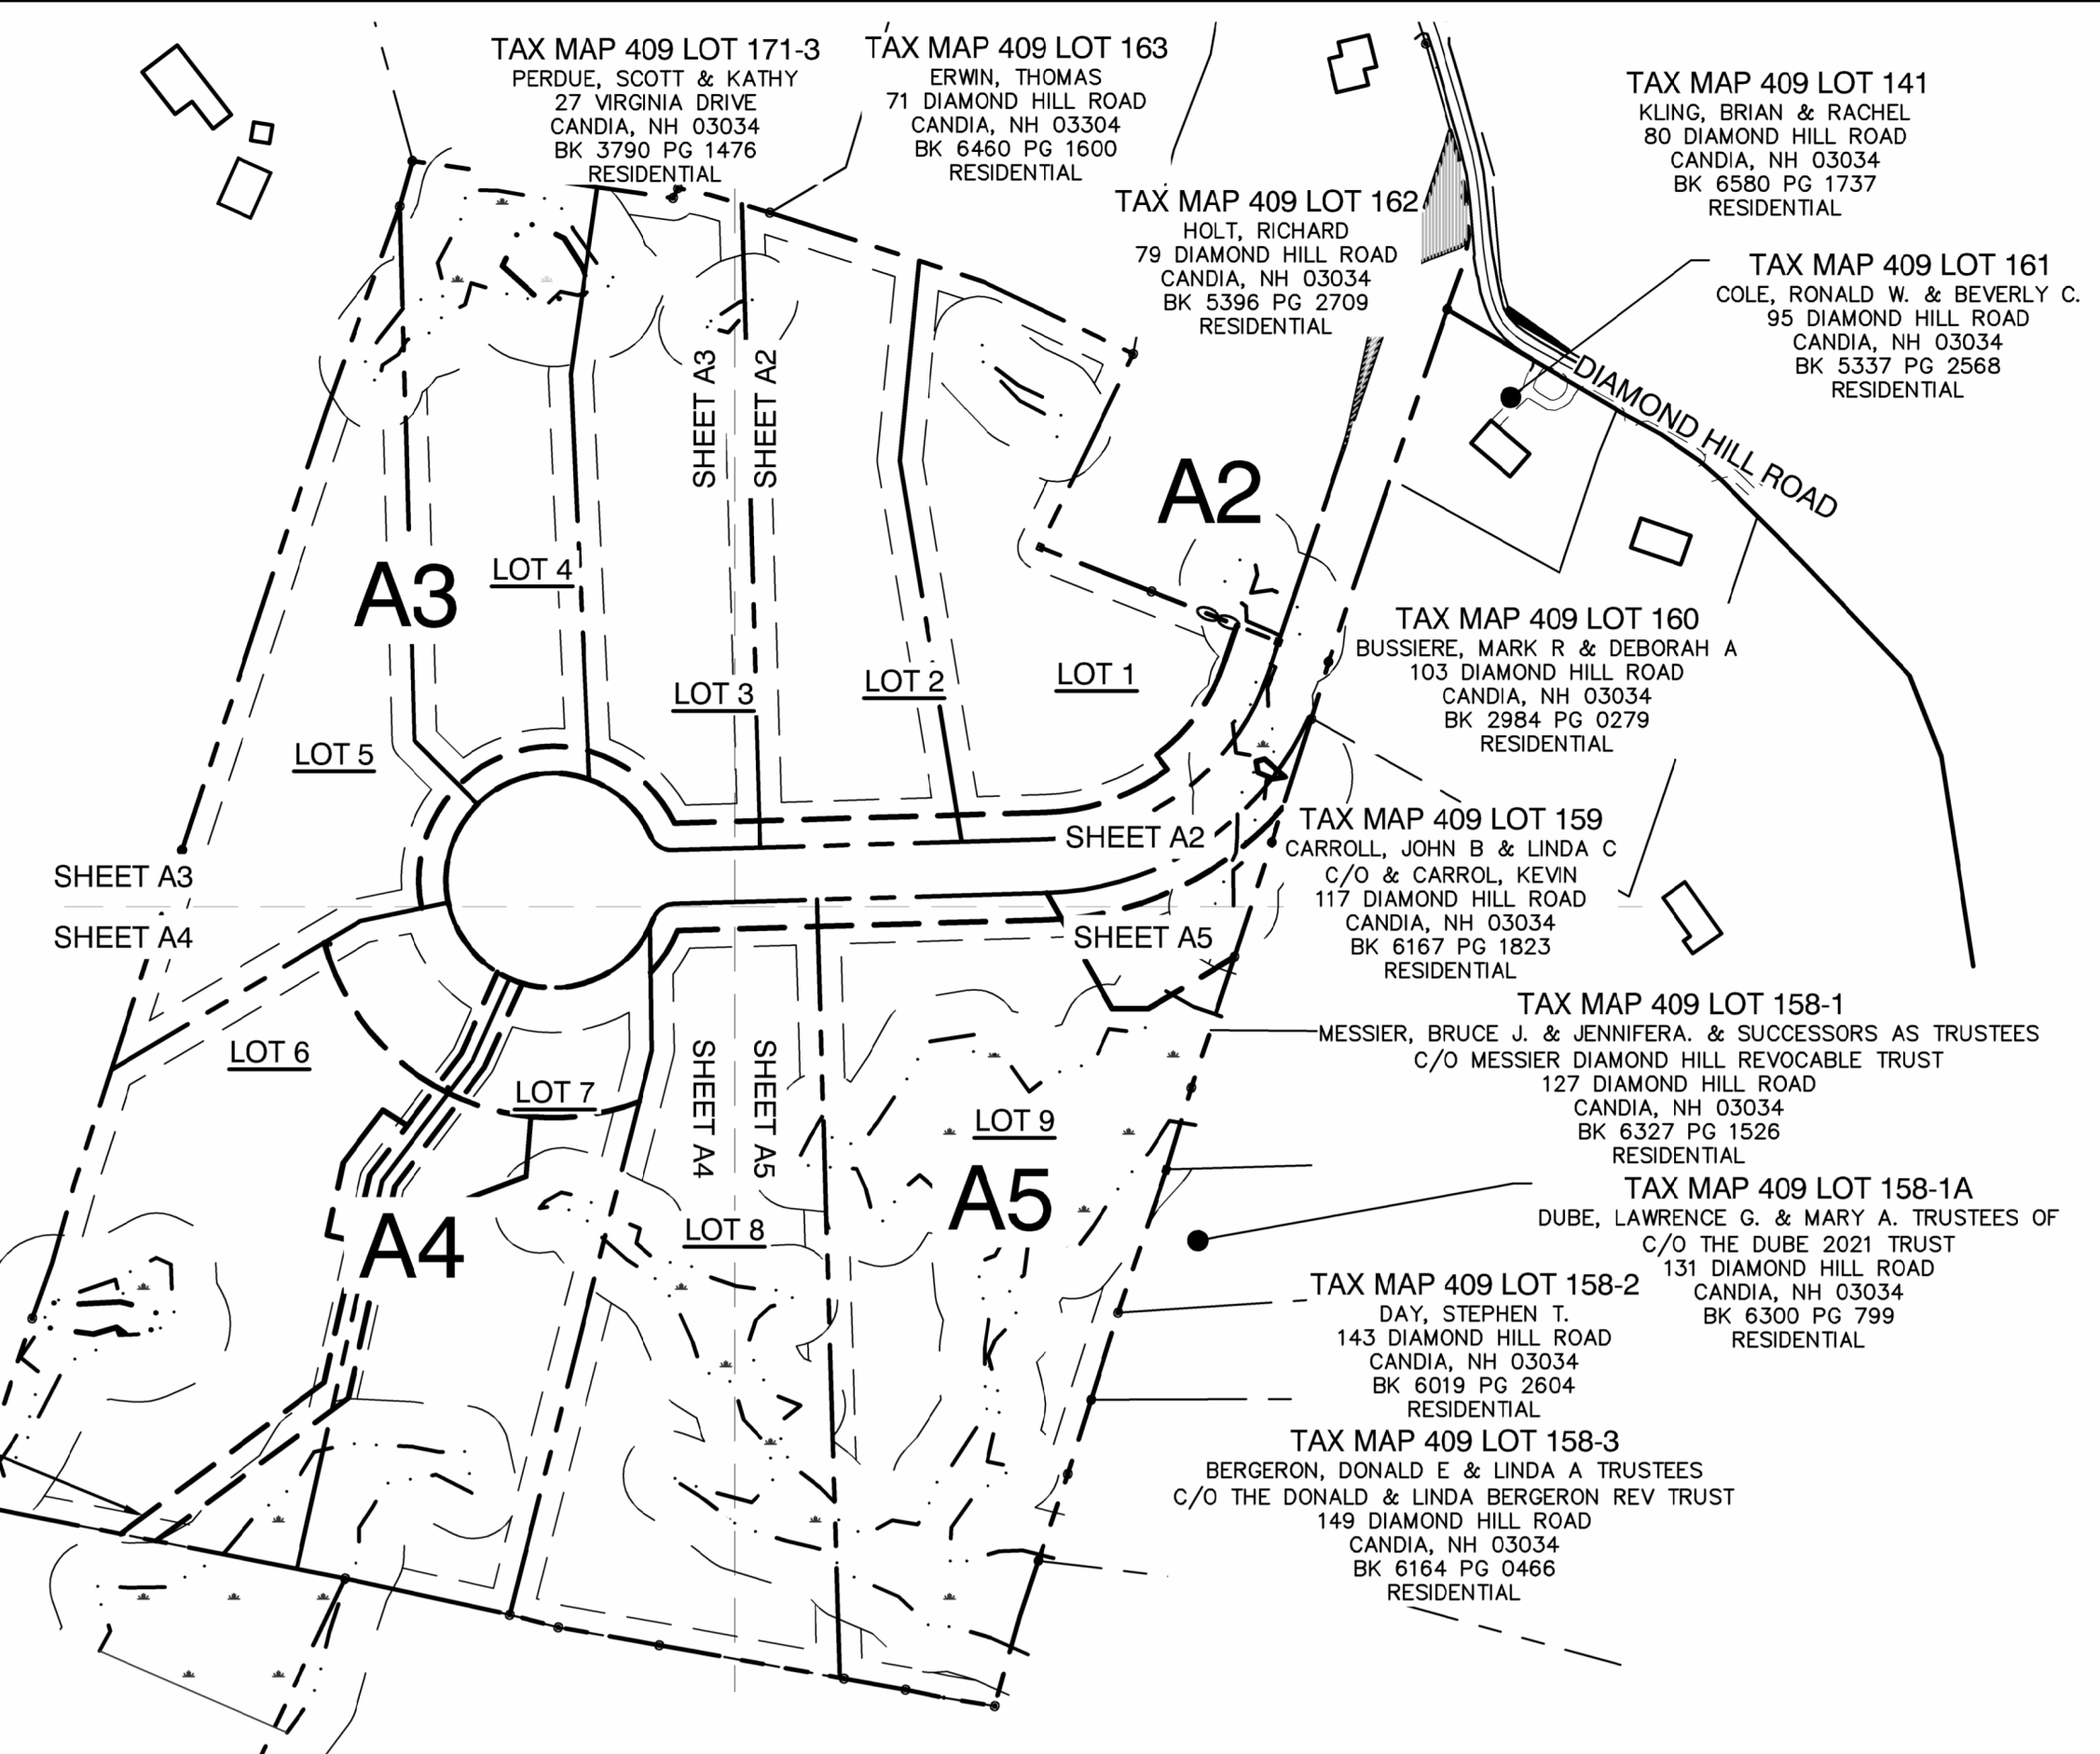 TAX MAP 409 LOT 171-3
PERDUE, SCOTT & KATHY
27 VIRGINIA DRIVE
CANDIA, NH 03034
BK 3790 PG 1476
RESIDENTIAL
TAX MAP 409 LOT 163
ERWIN, THOMAS
71 DIAMOND HILL ROAD
CANDIA, NH 03304
BK 6460 PG 1600
RESIDENTIAL
TAX MAP 409 LOT 141
KLING, BRIAN & RACHEL
80 DIAMOND HILL ROAD
CANDIA, NH 03034
BK 6580 PG 1737
RESIDENTIAL
TAX MAP 409 LOT 162
HOLT, RICHARD
79 DIAMOND HILL ROAD
CANDIA, NH 03034
BK 5396 PG 2709
RESIDENTIAL
TAX MAP 409 LOT 161
COLE, RONALD W. & BEVERLY C.
95 DIAMOND HILL ROAD
CANDIA, NH 03034
BK 5337 PG 2568
RESIDENTIAL
DIAMOND HILL ROAD
SHEET A3
SHEET A2
A2
A3
LOT 4
LOT 3
LOT 2
LOT 1
LOT 5
TAX MAP 409 LOT 160
BUSSIERE, MARK R & DEBORAH A
103 DIAMOND HILL ROAD
CANDIA, NH 03034
BK 2984 PG 0279
RESIDENTIAL
SHEET A2
TAX MAP 409 LOT 159
CARROLL, JOHN B & LINDA C
C/O & CARROL, KEVIN
117 DIAMOND HILL ROAD
CANDIA, NH 03034
BK 6167 PG 1823
RESIDENTIAL
SHEET A3
SHEET A4
SHEET A5
TAX MAP 409 LOT 158-1
MESSIER, BRUCE J. & JENNIFERA. & SUCCESSORS AS TRUSTEES
C/O MESSIER DIAMOND HILL REVOCABLE TRUST
127 DIAMOND HILL ROAD
CANDIA, NH 03034
BK 6327 PG 1526
RESIDENTIAL
LOT 6
LOT 7
SHEET A4
SHEET A5
LOT 9
A5
LOT 8
A4
TAX MAP 409 LOT 158-1A
DUBE, LAWRENCE G. & MARY A. TRUSTEES OF
C/O THE DUBE 2021 TRUST
131 DIAMOND HILL ROAD
CANDIA, NH 03034
BK 6300 PG 799
RESIDENTIAL
TAX MAP 409 LOT 158-2
DAY, STEPHEN T.
143 DIAMOND HILL ROAD
CANDIA, NH 03034
BK 6019 PG 2604
RESIDENTIAL
TAX MAP 409 LOT 158-3
BERGERON, DONALD E & LINDA A TRUSTEES
C/O THE DONALD & LINDA BERGERON REV TRUST
149 DIAMOND HILL ROAD
CANDIA, NH 03034
BK 6164 PG 0466
RESIDENTIAL